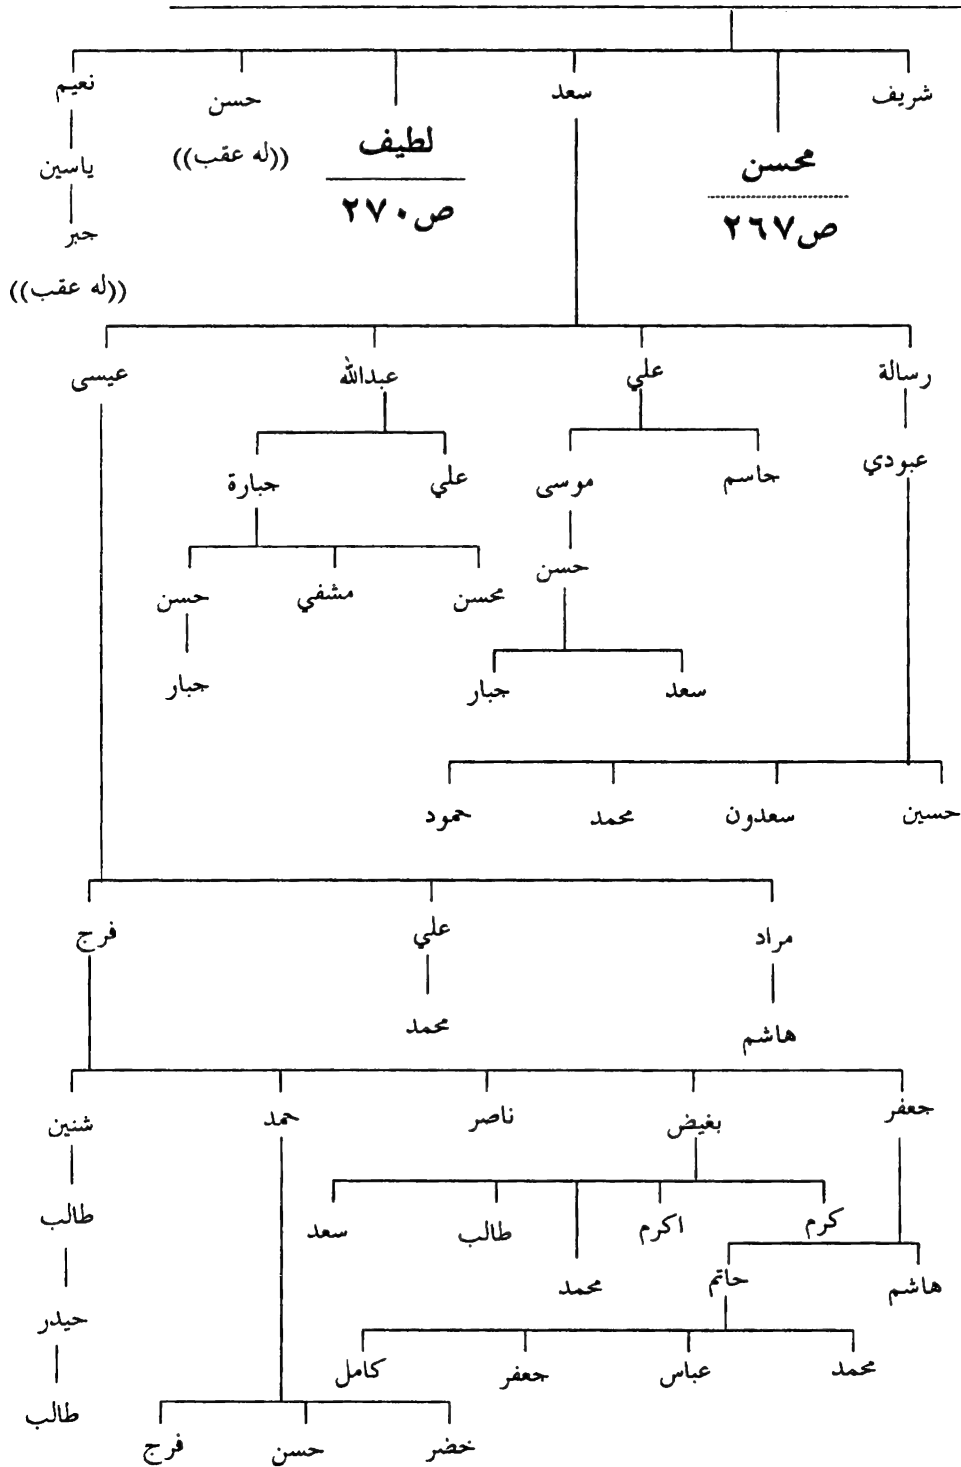 شريف سعد حسن نعيم
محسن لطيف
((له عقب)) ياسين
ص٢٦٧ ص٢٧٠
جبر
((له عقب))
رسالة علي عبدالله عيسى
عبودي
جاسم موسى علي جبارة
حسن
محسن مشفي حسن
سعد جبار جبار
حسين سعدون محمد حمود
مراد علي فرج
هاشم محمد
جعفر بغيض ناصر حمد شنين
كرم اكرم طالب سعد طالب
هاشم حاتم محمد
حيدر
محمد عباس جعفر كامل
طالب
خضر حسن فرج